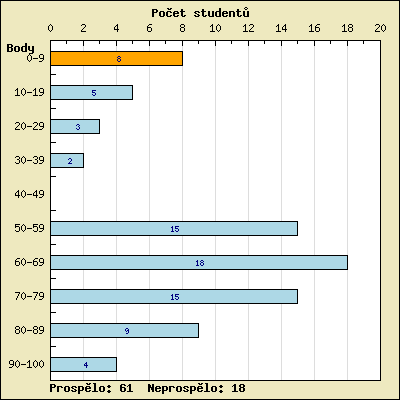 Počet studentů
0 2 4 6 8 10 12 14 16 18 20
Body
0-9 8
10-19 5
20-29 3
30-39 2
40-49
50-59 15
60-69 18
70-79 15
80-89 9
90-100 4
Prospělo: 61 Neprospělo: 18